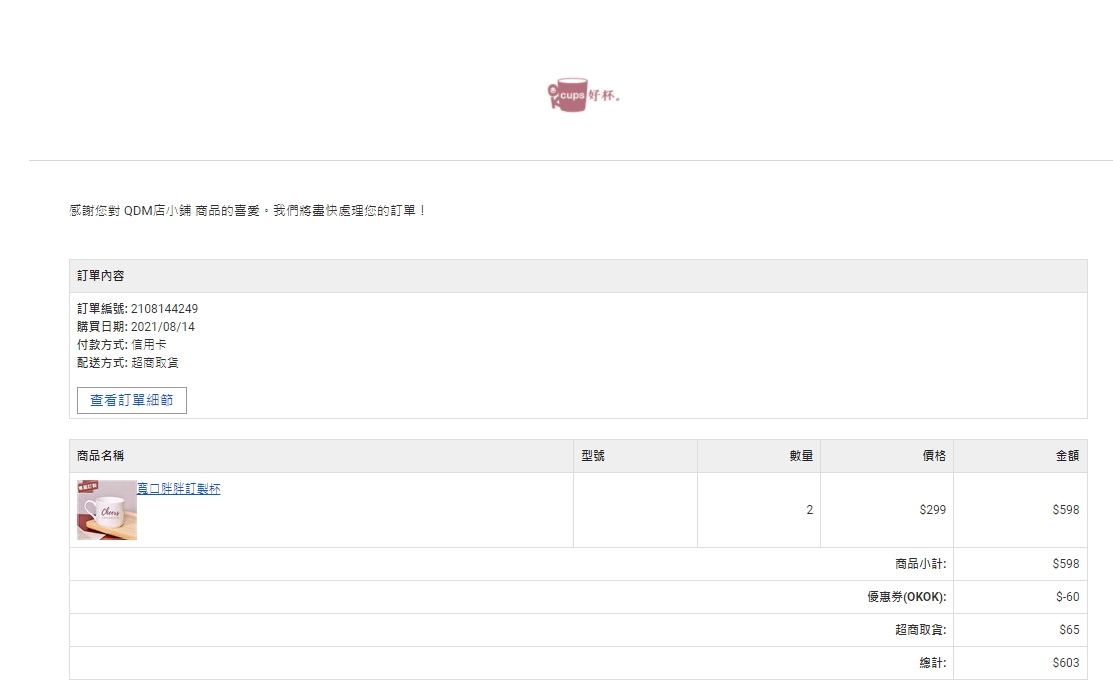 cups 好杯。
感謝您對 QDM店小舖 商品的喜愛。我們將盡快處理您的訂單！
訂單內容
訂單編號: 2108144249
購買日期: 2021/08/14
付款方式: 信用卡
配送方式: 超商取貨
查看訂單細節
商品名稱 型號 數量 價格 金額
寬口胖胖訂製杯
Cheers
2 $299 $598
商品小計: $598
優惠券(OKOK): $-60
超商取貨: $65
總計: $603